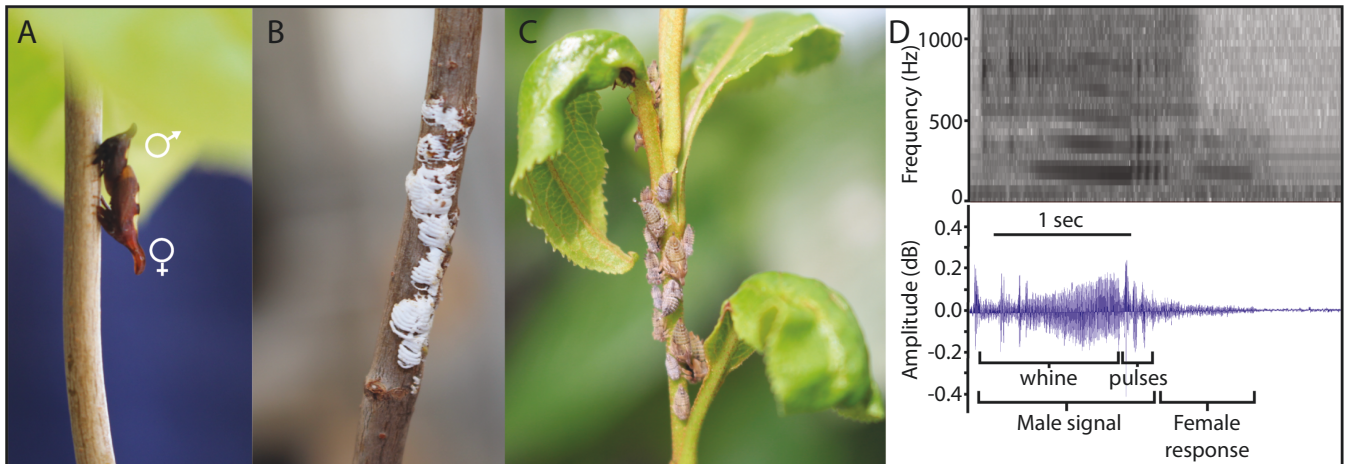 A
♂
♀
B
C
D
Frequency (Hz)
1000
500
0
Amplitude (dB)
0.4
0.2
0.0
-0.2
-0.4
1 sec
whine
pulses
Male signal
Female
response